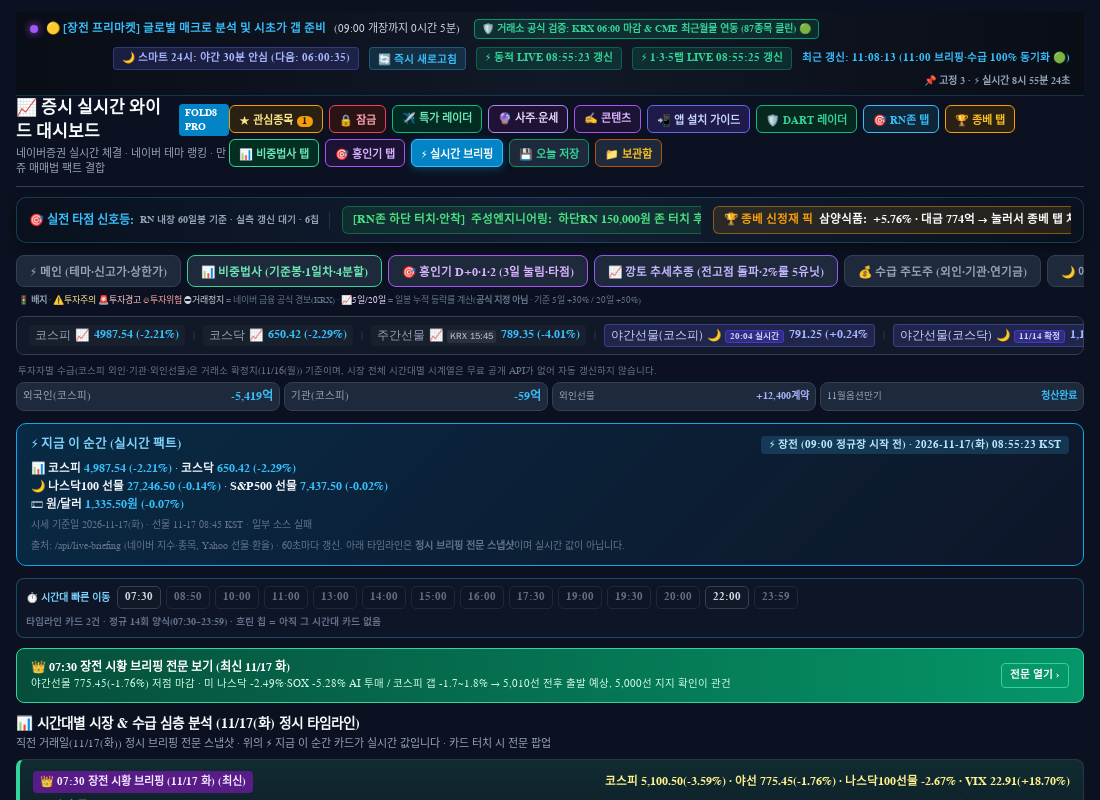 🟡 [장전 프리마켓] 글로벌 매크로 분석 및 시초가 갭 준비 (09:00 개장까지 0시간 5분) 🛡️ 거래소 공식 검증: KRX 06:00 마감 & CME 최근월물 연동 (87종목 클린) 🟢
🌙 스마트 24시: 야간 30분 안심 (다음: 06:00:35) 🔄 즉시 새로고침 ⚡ 동적 LIVE 08:55:23 갱신 ⚡ 1·3·5탭 LIVE 08:55:25 갱신 최근 갱신: 11:08:13 (11:00 브리핑·수급 100% 동기화 🟢)
📌 고정 3 · ⚡ 실시간 8시 55분 24초
📈 증시 실시간 와이드 대시보드 FOLD8 PRO
네이버증권 실시간 체결 · 네이버 테마 랭킹 · 만쥬 매매법 팩트 결합
★ 관심종목 1 🔒 잠금 ✈️ 특가 레이더 🔮 사주·운세 ✍️ 콘텐츠 📲 앱 설치 가이드 🛡️ DART 레이더 🎯 RN존 탭 🏆 종베 탭
📊 비중법사 탭 🎯 홍인기 탭 ⚡ 실시간 브리핑 💾 오늘 저장 📁 보관함
🎯 실전 타점 신호등: RN 내장 60일봉 기준 · 실측 갱신 대기 · 6칩 [RN존 하단 터치·안착] 주성엔지니어링: 하단RN 150,000원 존 터치 후 🏆 종베 신정재 픽 삼양식품: +5.76% · 대금 774억 → 눌러서 종베 탭
⚡ 메인 (테마·신고가·상한가) 📊 비중법사 (기준봉·1일차·4분할) 🎯 홍인기 D+0·1·2 (3일 눌림·타점) 📈 깡토 추세추종 (전고점 돌파·2%룰 5유닛) 💰 수급 주도주 (외인·기관·연기금) 🌙
🚦 배지 · ⚠️투자주의 🚨투자경고 ⛔투자위험 ⛔거래정지 = 네이버 금융 공식 경보(KRX) · 📈5일/20일 = 일봉 누적 등락률 계산(공식 지정 아님 · 기준 5일 +30% / 20일 +50%)
코스피 📈 4987.54 (-2.21%) 코스닥 📈 650.42 (-2.29%) 주간선물 📈 KRX 15:45 789.35 (-4.01%) 야간선물(코스피) 🌙 20:04 실시간 791.25 (+0.24% 야간선물(코스닥) 🌙 11/14 확정
투자자별 수급(코스피 외인·기관·외인선물)은 거래소 확정치(11/16(월)) 기준이며, 시장 전체 시간대별 시계열은 무료 공개 API가 없어 자동 갱신하지 않습니다.
외국인(코스피) -5,419억 기관(코스피) -59억 외인선물 +12,400계약 11월옵션만기 청산완료
⚡ 지금 이 순간 (실시간 팩트) ⚡ 장전 (09:00 정규장 시작 전) · 2026-11-17(화) 08:55:23 KST
📊 코스피 4,987.54 (-2.21%) · 코스닥 650.42 (-2.29%)
🌙 나스닥100 선물 27,246.50 (-0.14%) · S&P500 선물 7,437.50 (-0.02%)
💵 원/달러 1,335.50원 (-0.07%)
시세 기준일 2026-11-17(화) · 선물 11-17 08:45 KST · 일부 소스 실패
출처: /api/live-briefing (네이버 지수·종목, Yahoo 선물·환율) · 60초마다 갱신. 아래 타임라인은 정시 브리핑 전문 스냅샷이며 실시간 값이 아닙니다.
⏱️ 시간대 빠른 이동 07:30 08:50 10:00 11:00 13:00 14:00 15:00 16:00 17:30 19:00 19:30 20:00 22:00 23:59
타임라인 카드 2건 · 정규 14회 양식(07:30~23:59) · 흐린 칩 = 아직 그 시간대 카드 없음
👑 07:30 장전 시황 브리핑 전문 보기 (최신 11/17 화)
야간선물 775.45(-1.76%) 저점 마감 · 미 나스닥 -2.49%·SOX -5.28% AI 투매 / 코스피 갭 -1.7~1.8% → 5,010선 전후 출발 예상, 5,000선 지지 확인이 관건
전문 열기 ›
📊 시간대별 시장 & 수급 심층 분석 (11/17(화) 정시 타임라인)
직전 거래일(11/17(화)) 정시 브리핑 전문 스냅샷 · 위의 ⚡ 지금 이 순간 카드가 실시간 값입니다 · 카드 터치 시 전문 팝업
👑 07:30 장전 시황 브리핑 (11/17 화) (최신) 코스피 5,100.50(-3.59%) · 야선 775.45(-1.76%) · 나스닥100선물 -2.67% · VIX 22.91(+18.70%)